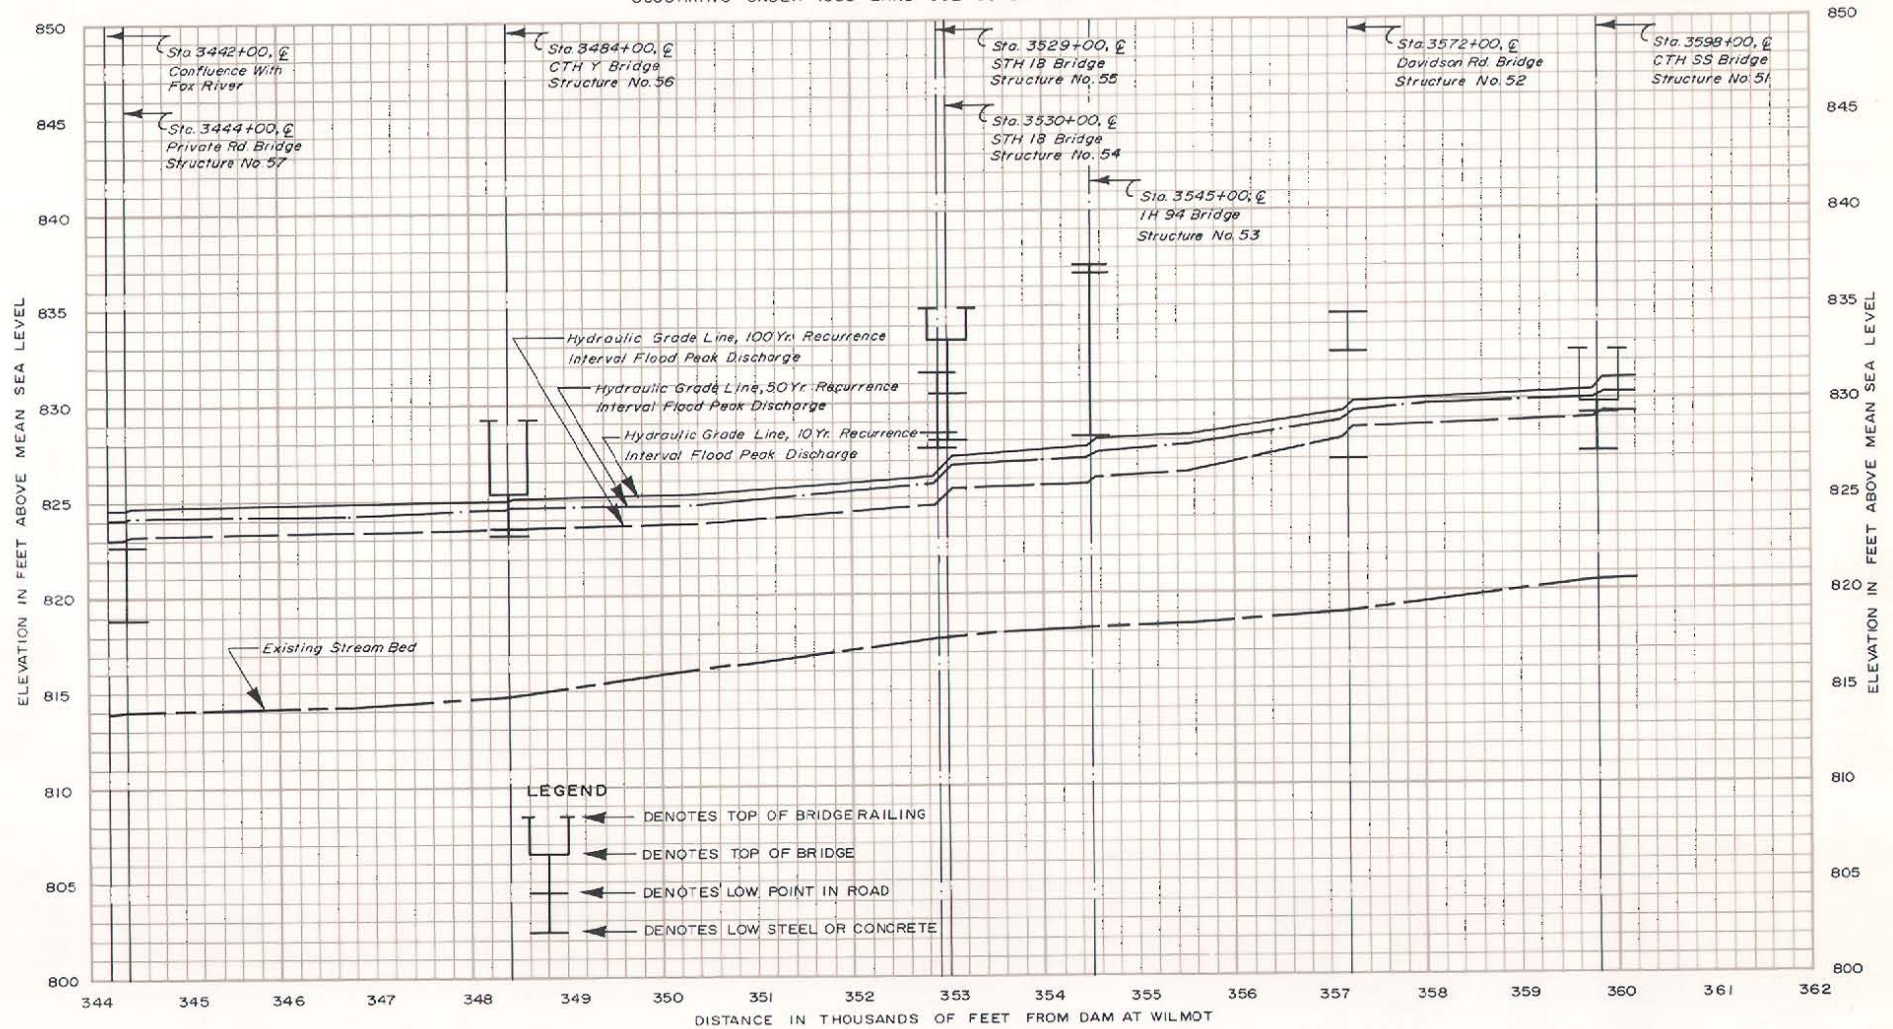 850
845
840
835
830
825
820
815
810
805
800
ELEVATION IN FEET ABOVE MEAN SEA LEVEL
Sta. 3442+00, ℄
Confluence With
Fox River
Sta. 3444+00, ℄
Private Rd. Bridge
Structure No. 57
Sta. 3484+00, ℄
CTH Y Bridge
Structure No. 56
Sta. 3529+00, ℄
STH 18 Bridge
Structure No. 55
Sta. 3530+00, ℄
STH 18 Bridge
Structure No. 54
Sta. 3545+00, ℄
IH 94 Bridge
Structure No. 53
Sta. 3572+00, ℄
Davidson Rd. Bridge
Structure No. 52
Sta. 3598+00, ℄
CTH SS Bridge
Structure No. 51
Hydraulic Grade Line, 100 Yr. Recurrence
Interval Flood Peak Discharge
Hydraulic Grade Line, 50 Yr. Recurrence
Interval Flood Peak Discharge
Hydraulic Grade Line, 10 Yr. Recurrence
Interval Flood Peak Discharge
Existing Stream Bed
LEGEND
DENOTES TOP OF BRIDGE RAILING
DENOTES TOP OF BRIDGE
DENOTES LOW POINT IN ROAD
DENOTES LOW STEEL OR CONCRETE
850
845
840
835
830
825
820
815
810
805
800
ELEVATION IN FEET ABOVE MEAN SEA LEVEL
344 345 346 347 348 349 350 351 352 353 354 355 356 357 358 359 360 361 362
DISTANCE IN THOUSANDS OF FEET FROM DAM AT WILMOT